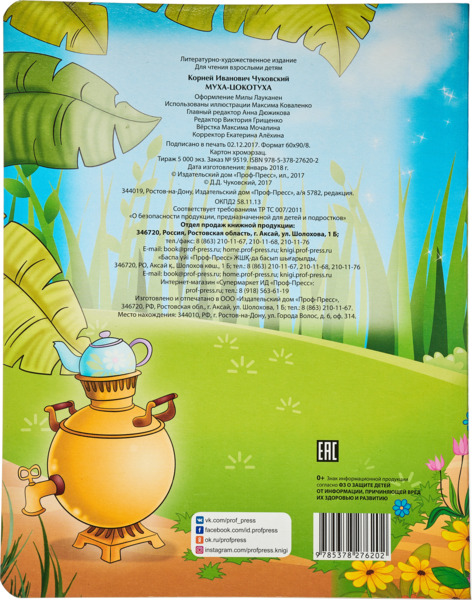 Литературно-художественное издание
Для чтения взрослыми детям
Корней Иванович Чуковский
МУХА-ЦОКОТУХА
Оформление Милы Лаукзнен
Использованы иллюстрации Максима Коваленко
Главный редактор Анна Дюжикова
Редактор Виктория Грищенко
Вёрстка Максима Мочалина
Корректор Екатерина Алёхина
Подписано в печать 02.12.2017. Формат 60х90/8.
Картон хромэрзац.
Тираж 5 000 экз. Заказ № 9519. ISBN 978-5-378-27620-2
Дата изготовления: январь 2018 г.
© Издательский дом «Проф-Пресс», ил., 2017
© Д.Д. Чуковский, 2017
344019, Ростов-на-Дону, Издательский дом «Проф-Пресс», а/я 5782, редакция.
ОКПД2 58.11.13
Соответствует требованиям ТР ТС 007/2011
«О безопасности продукции, предназначенной для детей и подростков»
Отдел продажи книжной продукции:
346720, Россия, Ростовская область, г. Аксай, ул. Шолохова, 1 Б;
тел./факс: 8 (863) 210-11-67, 210-11-68, 210-11-76
E-mail: book@prof-press.ru; knigi.prof-press.ru
«Баспа үйі «Проф-Пресс» ЖШҚ-да басып шығарылды.
346720, РО, Аксай қ., Шолохов көш., 1 Б; тел.: 8 (863) 210-11-67, 210-11-68, 210-11-76
E-mail: book@prof-press.ru; knigi.prof-press.ru
Интернет-магазин «Супермаркет ИД «Проф-Пресс»:
prof-press.ru; тел.: 8 (918) 563-61-19
Изготовлено и отпечатано в ООО «Издательский дом «Проф-Пресс»,
346720, РФ, Ростовская обл., г. Аксай, ул. Шолохова, 1 Б; тел.: 8 (863) 210-11-67.
Место нахождения: 344010, РФ, г. Ростов-на-Дону, ул. Города Волос, д. 6, оф. 314.
EAC
0+ Знак информационной продукции
согласно ФЗ О ЗАЩИТЕ ДЕТЕЙ
ОТ ИНФОРМАЦИИ, ПРИЧИНЯЮЩЕЙ ВРЕД
ИХ ЗДОРОВЬЮ И РАЗВИТИЮ
vk.com/prof_press
facebook.com/id.profpress
ok.ru/profpress
instagram.com/profpress.knigi
9 785378 276202